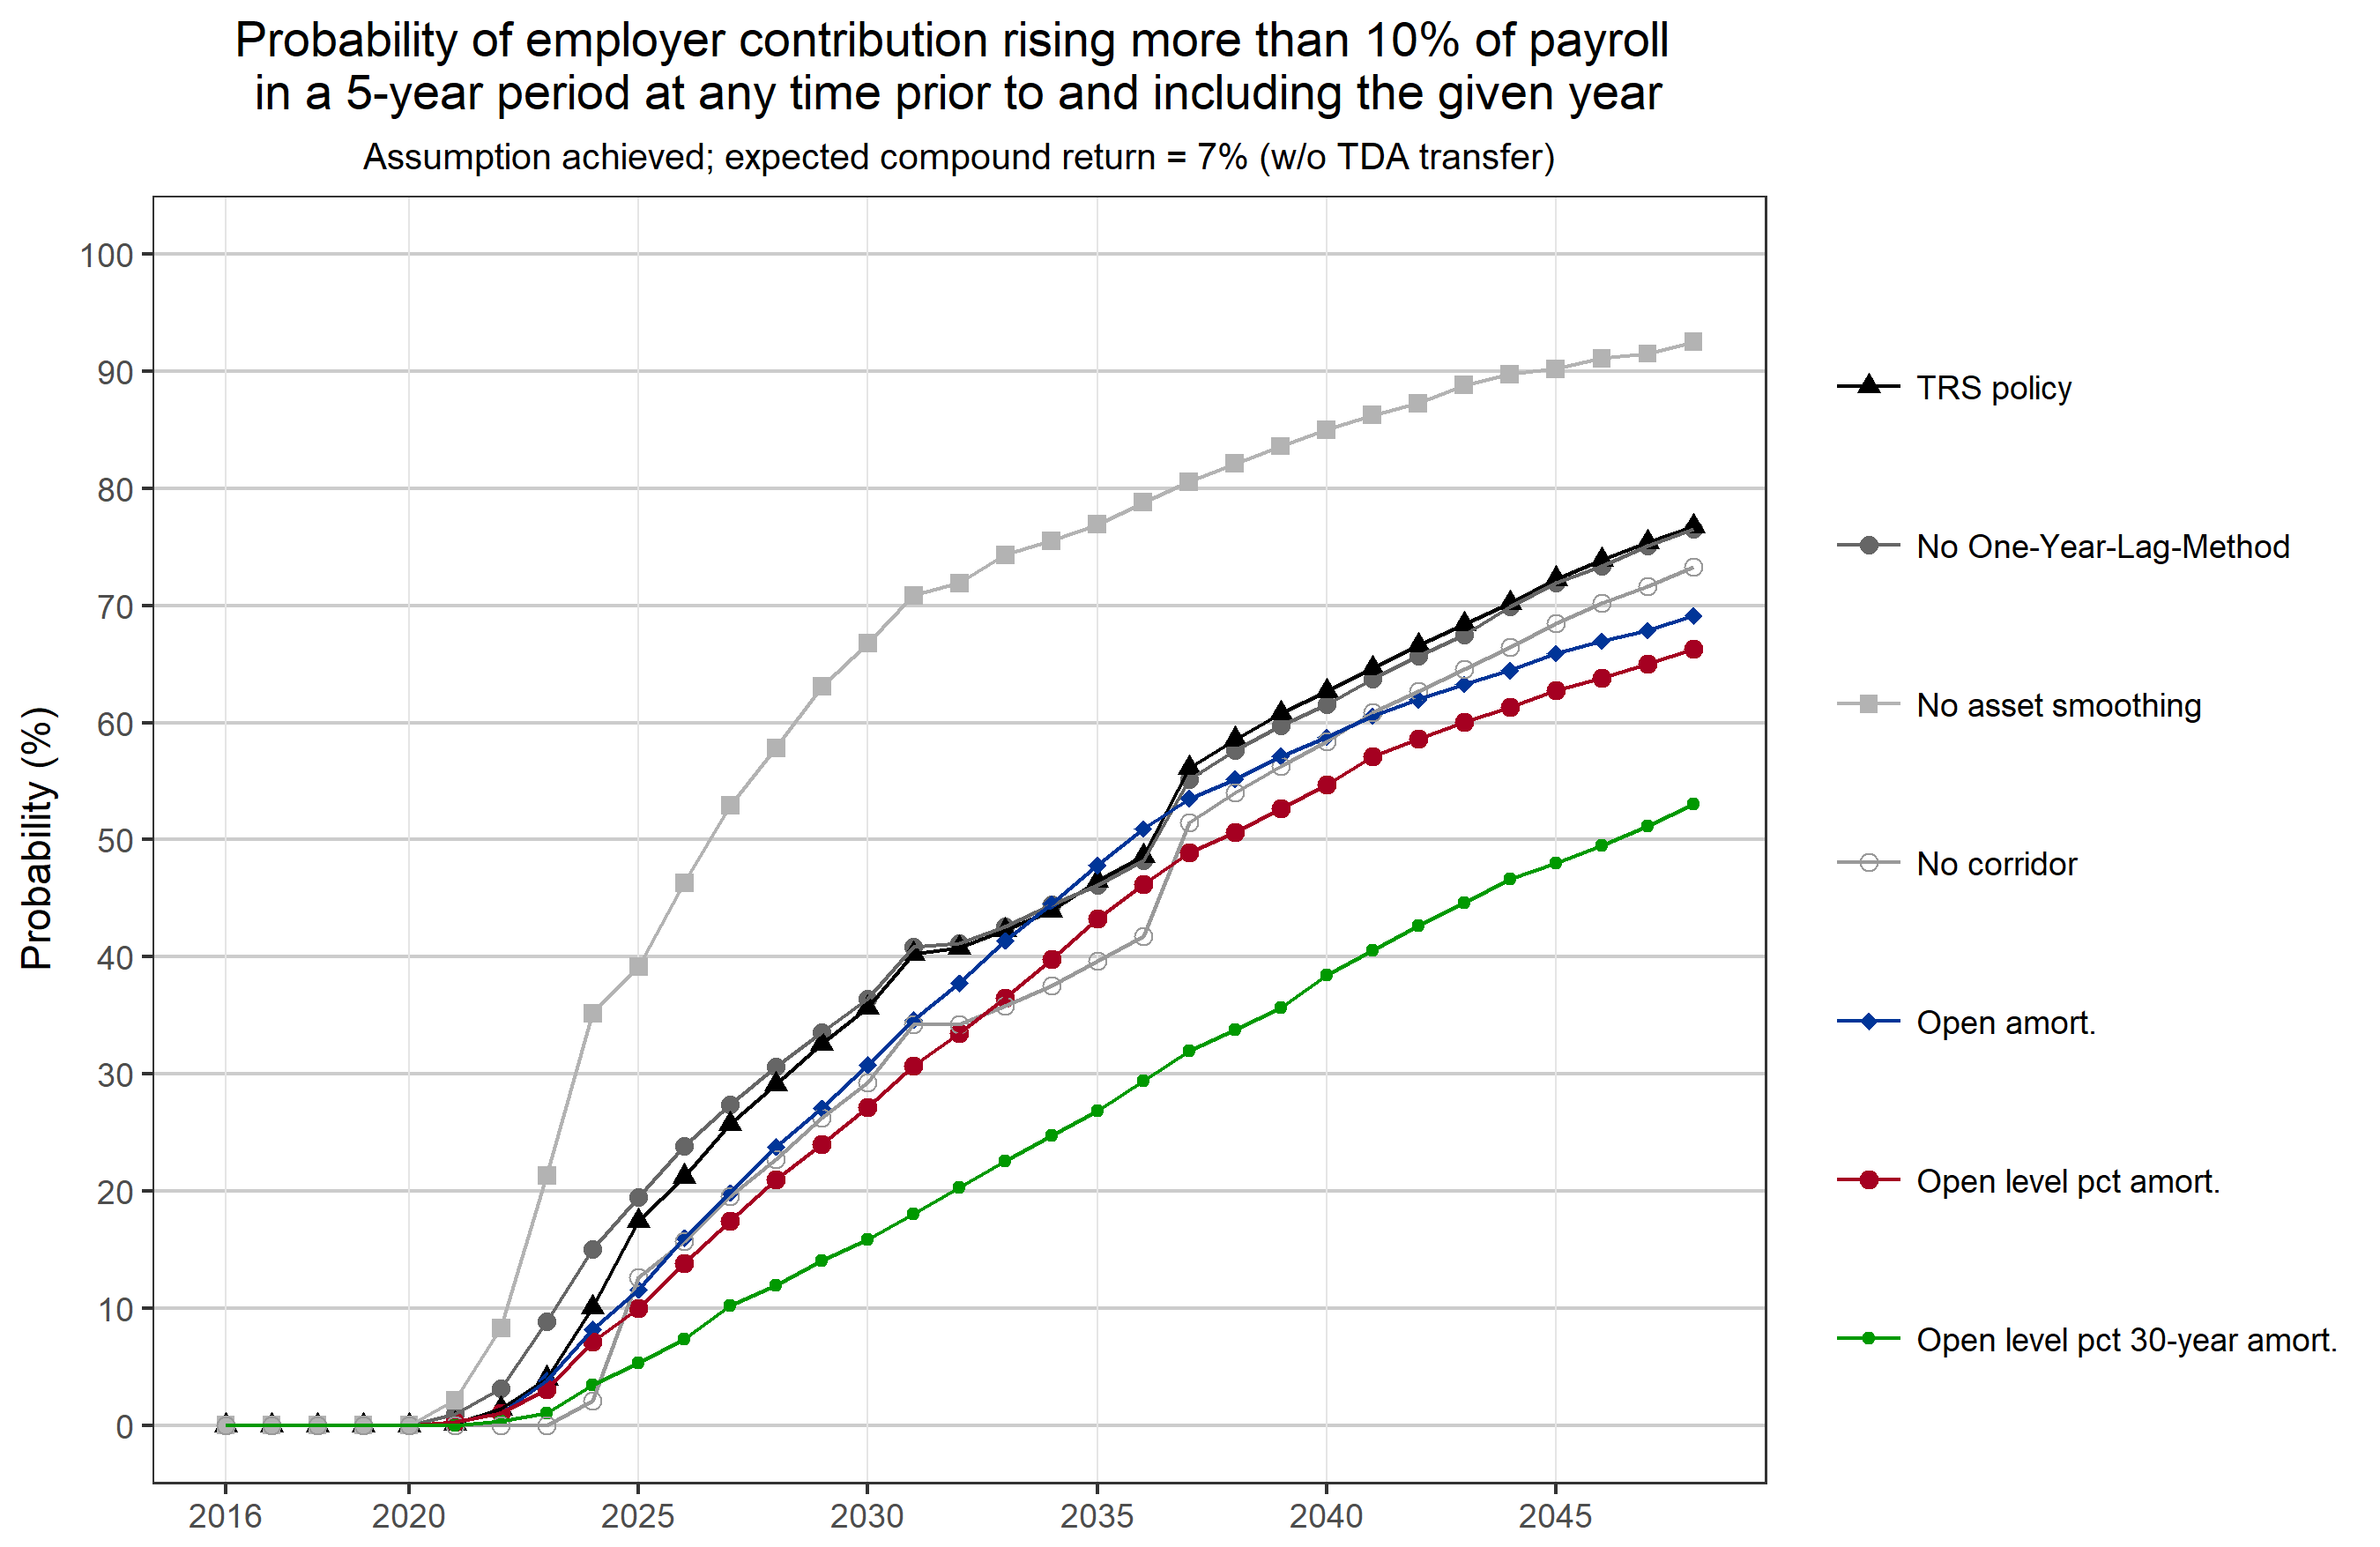 Probability of employer contribution rising more than 10% of payroll
in a 5-year period at any time prior to and including the given year
Assumption achieved; expected compound return = 7% (w/o TDA transfer)
Probability (%)
100
90
80
70
60
50
40
30
20
10
0
2016
2020
2025
2030
2035
2040
2045
TRS policy
No One-Year-Lag-Method
No asset smoothing
No corridor
Open amort.
Open level pct amort.
Open level pct 30-year amort.